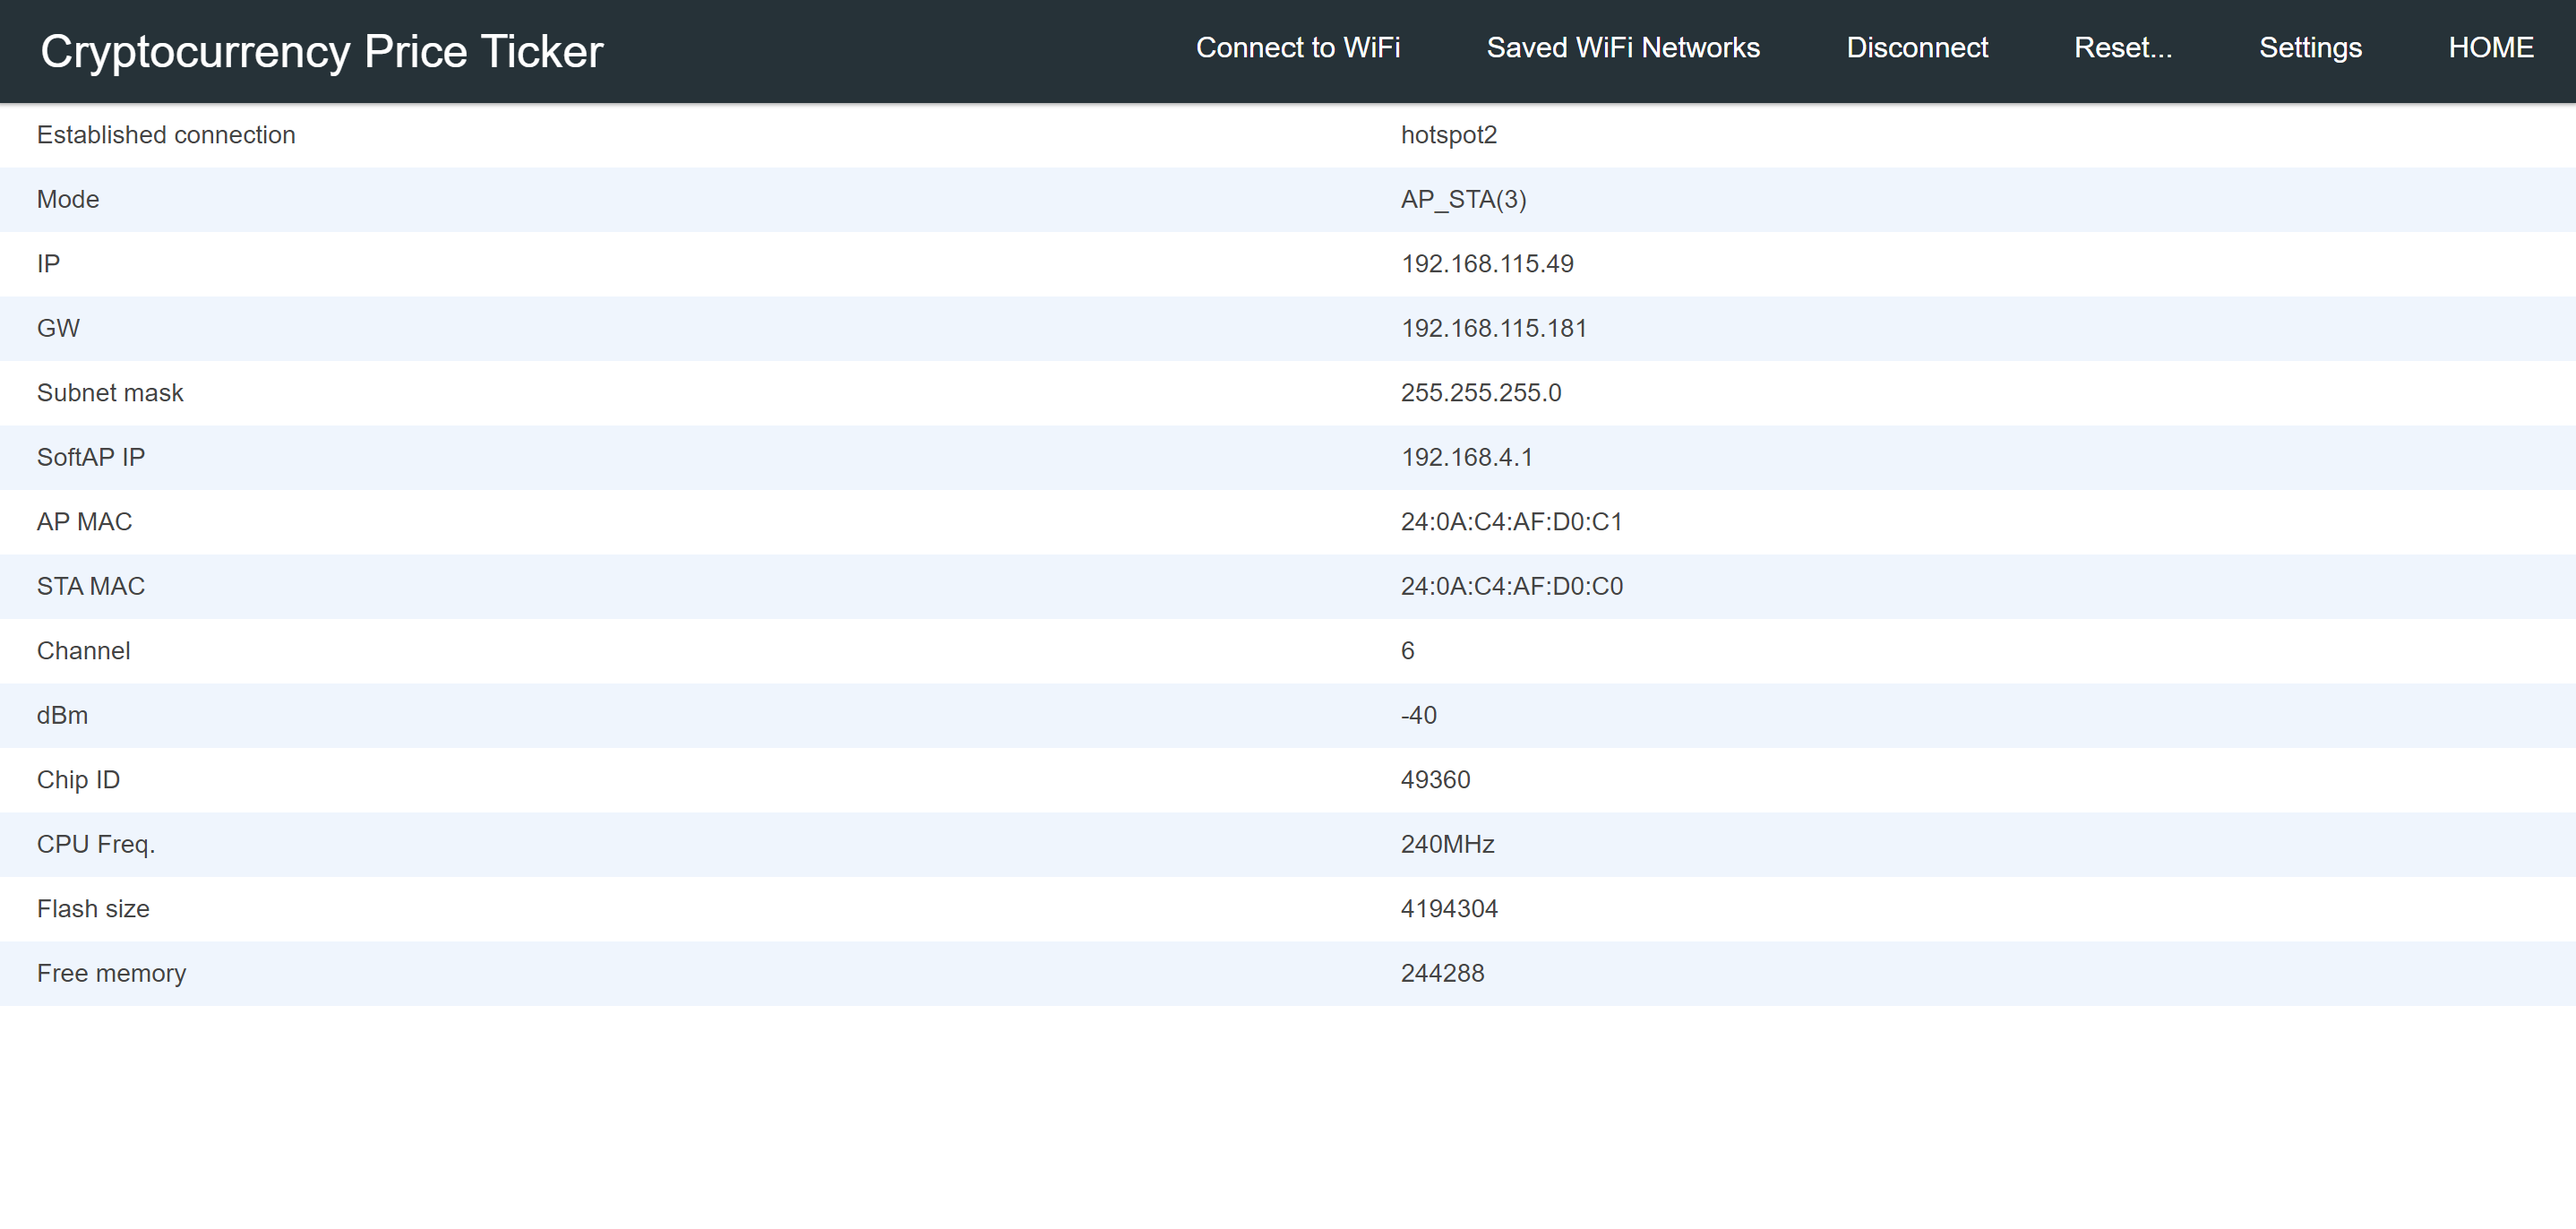 Cryptocurrency Price Ticker Connect to WiFi Saved WiFi Networks Disconnect Reset... Settings HOME
Established connection hotspot2
Mode AP_STA(3)
IP 192.168.115.49
GW 192.168.115.181
Subnet mask 255.255.255.0
SoftAP IP 192.168.4.1
AP MAC 24:0A:C4:AF:D0:C1
STA MAC 24:0A:C4:AF:D0:C0
Channel 6
dBm -40
Chip ID 49360
CPU Freq. 240MHz
Flash size 4194304
Free memory 244288